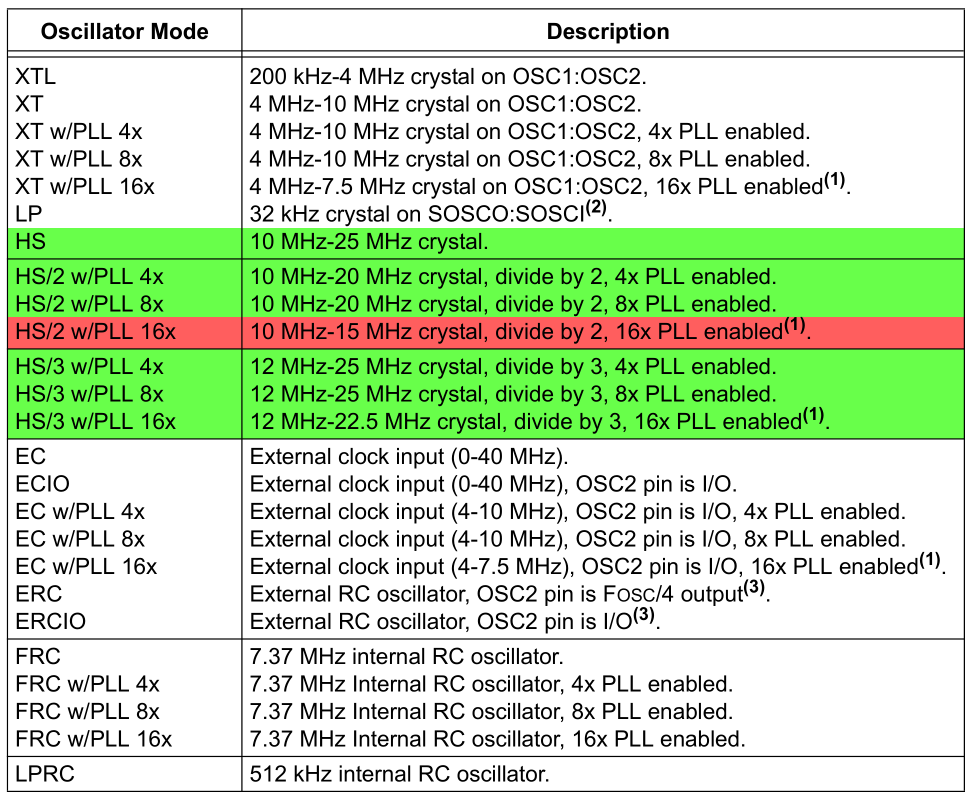 Oscillator Mode Description
XTL 200 kHz-4 MHz crystal on OSC1:OSC2.
XT 4 MHz-10 MHz crystal on OSC1:OSC2.
XT w/PLL 4x 4 MHz-10 MHz crystal on OSC1:OSC2, 4x PLL enabled.
XT w/PLL 8x 4 MHz-10 MHz crystal on OSC1:OSC2, 8x PLL enabled.
XT w/PLL 16x 4 MHz-7.5 MHz crystal on OSC1:OSC2, 16x PLL enabled(1).
LP 32 kHz crystal on SOSCO:SOSCI(2).
HS 10 MHz-25 MHz crystal.
HS/2 w/PLL 4x 10 MHz-20 MHz crystal, divide by 2, 4x PLL enabled.
HS/2 w/PLL 8x 10 MHz-20 MHz crystal, divide by 2, 8x PLL enabled.
HS/2 w/PLL 16x 10 MHz-15 MHz crystal, divide by 2, 16x PLL enabled(1).
HS/3 w/PLL 4x 12 MHz-25 MHz crystal, divide by 3, 4x PLL enabled.
HS/3 w/PLL 8x 12 MHz-25 MHz crystal, divide by 3, 8x PLL enabled.
HS/3 w/PLL 16x 12 MHz-22.5 MHz crystal, divide by 3, 16x PLL enabled(1).
EC External clock input (0-40 MHz).
ECIO External clock input (0-40 MHz), OSC2 pin is I/O.
EC w/PLL 4x External clock input (4-10 MHz), OSC2 pin is I/O, 4x PLL enabled.
EC w/PLL 8x External clock input (4-10 MHz), OSC2 pin is I/O, 8x PLL enabled.
EC w/PLL 16x External clock input (4-7.5 MHz), OSC2 pin is I/O, 16x PLL enabled(1).
ERC External RC oscillator, OSC2 pin is FOSC/4 output(3).
ERCIO External RC oscillator, OSC2 pin is I/O(3).
FRC 7.37 MHz internal RC oscillator.
FRC w/PLL 4x 7.37 MHz Internal RC oscillator, 4x PLL enabled.
FRC w/PLL 8x 7.37 MHz Internal RC oscillator, 8x PLL enabled.
FRC w/PLL 16x 7.37 MHz Internal RC oscillator, 16x PLL enabled.
LPRC 512 kHz internal RC oscillator.